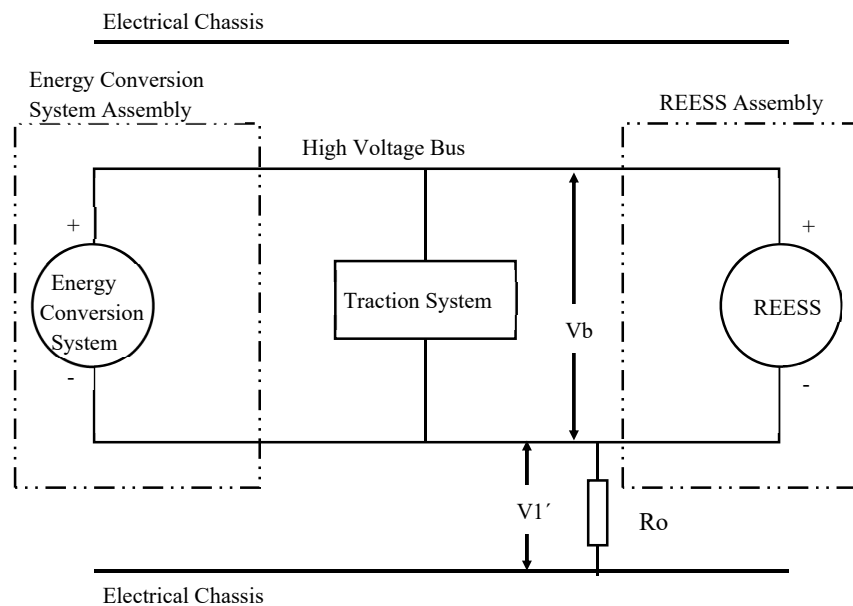 Electrical Chassis
Energy Conversion
System Assembly
REESS Assembly
High Voltage Bus
+
+
Energy
Conversion
System
Traction System
REESS
Vb
-
-
V1´
Ro
Electrical Chassis